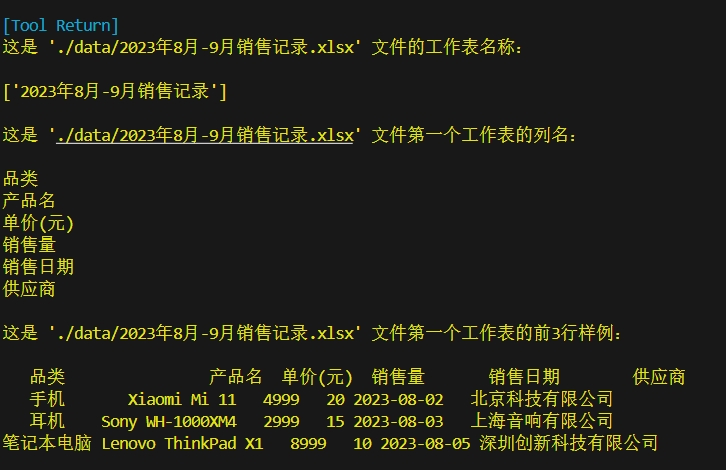 [Tool Return]
这是 './data/2023年8月-9月销售记录.xlsx' 文件的工作表名称：
['2023年8月-9月销售记录']
这是 './data/2023年8月-9月销售记录.xlsx' 文件第一个工作表的列名：
品类
产品名
单价(元)
销售量
销售日期
供应商
这是 './data/2023年8月-9月销售记录.xlsx' 文件第一个工作表的前3行样例：
品类 产品名 单价(元) 销售量 销售日期 供应商
手机 Xiaomi Mi 11 4999 20 2023-08-02 北京科技有限公司
耳机 Sony WH-1000XM4 2999 15 2023-08-03 上海音响有限公司
笔记本电脑 Lenovo ThinkPad X1 8999 10 2023-08-05 深圳创新科技有限公司